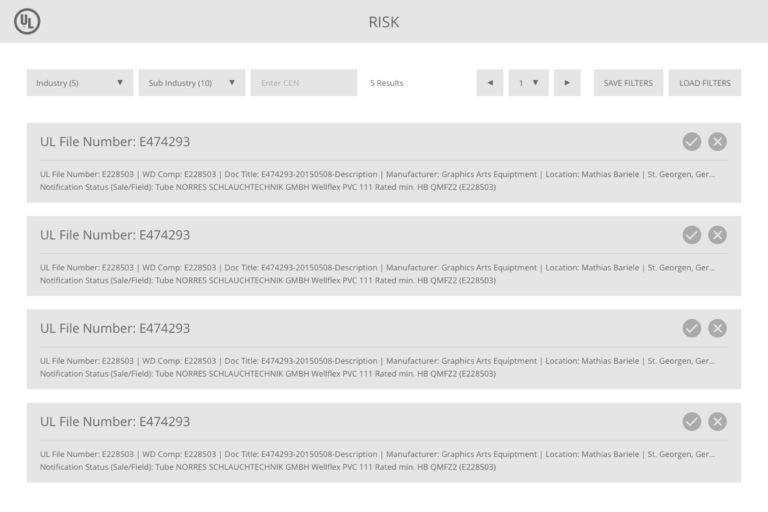 UL
RISK
Industry (5) ▼ Sub Industry (10) ▼ Enter CCN 5 Results ◄ 1 ▼ ► SAVE FILTERS LOAD FILTERS
UL File Number: E474293
UL File Number: E228503 | WD Comp: E228503 | Doc Title: E474293-20150508-Description | Manufacturer: Graphics Arts Equiptment | Location: Mathias Bariele | St. Georgen, Ger...
Notification Status (Sale/Field): Tube NORRES SCHLAUCHTECHNIK GMBH Wellflex PVC 111 Rated min. HB QMFZ2 (E228503)
UL File Number: E474293
UL File Number: E228503 | WD Comp: E228503 | Doc Title: E474293-20150508-Description | Manufacturer: Graphics Arts Equiptment | Location: Mathias Bariele | St. Georgen, Ger...
Notification Status (Sale/Field): Tube NORRES SCHLAUCHTECHNIK GMBH Wellflex PVC 111 Rated min. HB QMFZ2 (E228503)
UL File Number: E474293
UL File Number: E228503 | WD Comp: E228503 | Doc Title: E474293-20150508-Description | Manufacturer: Graphics Arts Equiptment | Location: Mathias Bariele | St. Georgen, Ger...
Notification Status (Sale/Field): Tube NORRES SCHLAUCHTECHNIK GMBH Wellflex PVC 111 Rated min. HB QMFZ2 (E228503)
UL File Number: E474293
UL File Number: E228503 | WD Comp: E228503 | Doc Title: E474293-20150508-Description | Manufacturer: Graphics Arts Equiptment | Location: Mathias Bariele | St. Georgen, Ger...
Notification Status (Sale/Field): Tube NORRES SCHLAUCHTECHNIK GMBH Wellflex PVC 111 Rated min. HB QMFZ2 (E228503)